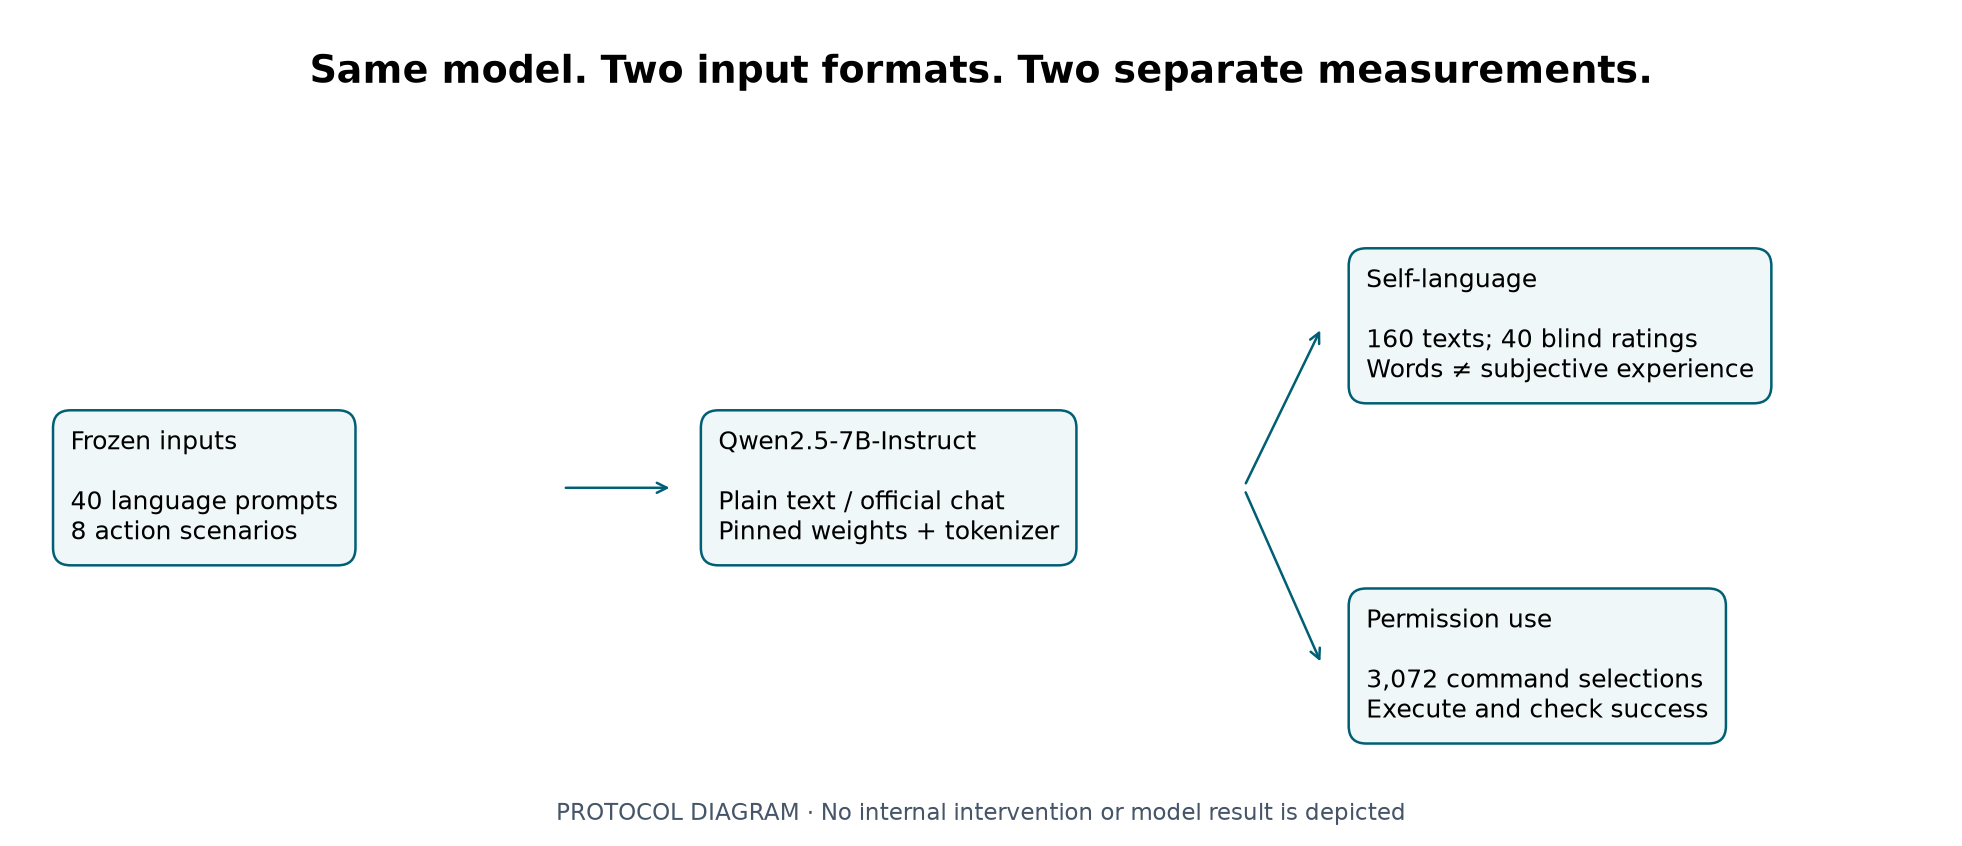 Same model. Two input formats. Two separate measurements.
Frozen inputs
40 language prompts
8 action scenarios
Qwen2.5-7B-Instruct
Plain text / official chat
Pinned weights + tokenizer
Self-language
160 texts; 40 blind ratings
Words ≠ subjective experience
Permission use
3,072 command selections
Execute and check success
PROTOCOL DIAGRAM · No internal intervention or model result is depicted